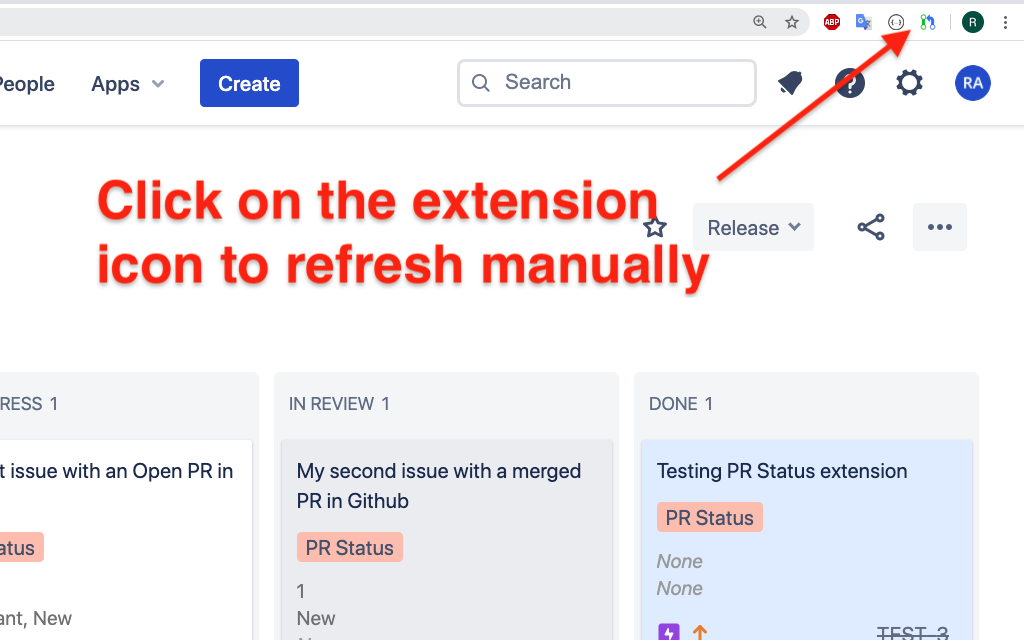 ABP
R
People
Apps
Create
Search
?
RA
Click on the extension
icon to refresh manually
Release
RESS 1
IN REVIEW 1
DONE 1
t issue with an Open PR in
My second issue with a merged
PR in Github
Testing PR Status extension
atus
PR Status
PR Status
1
New
None
None
ant, New
TEST-3